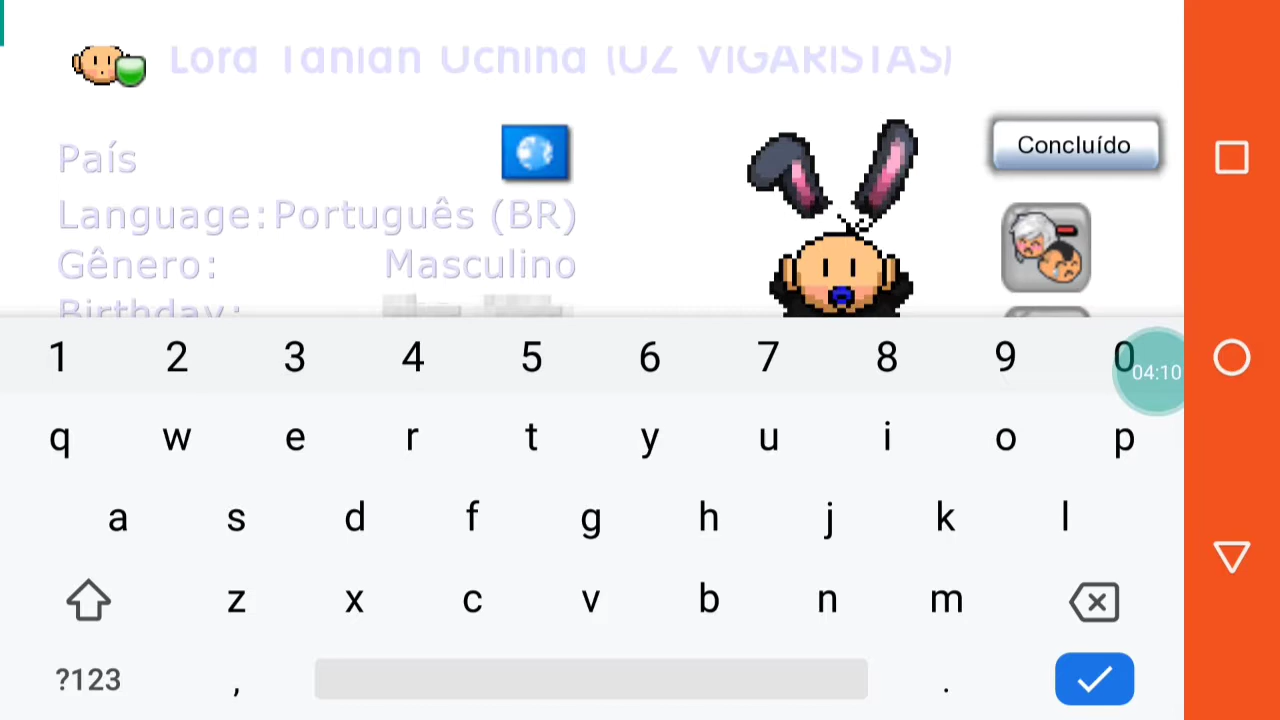 Lord Tanian Uchiha (UZ VIGARISTAS)
País
Concluído
Language: Português (BR)
Gênero: Masculino
Birthday:
1 2 3 4 5 6 7 8 9 0
04:10
q w e r t y u i o p
a s d f g h j k l
z x c v b n m
?123 , .